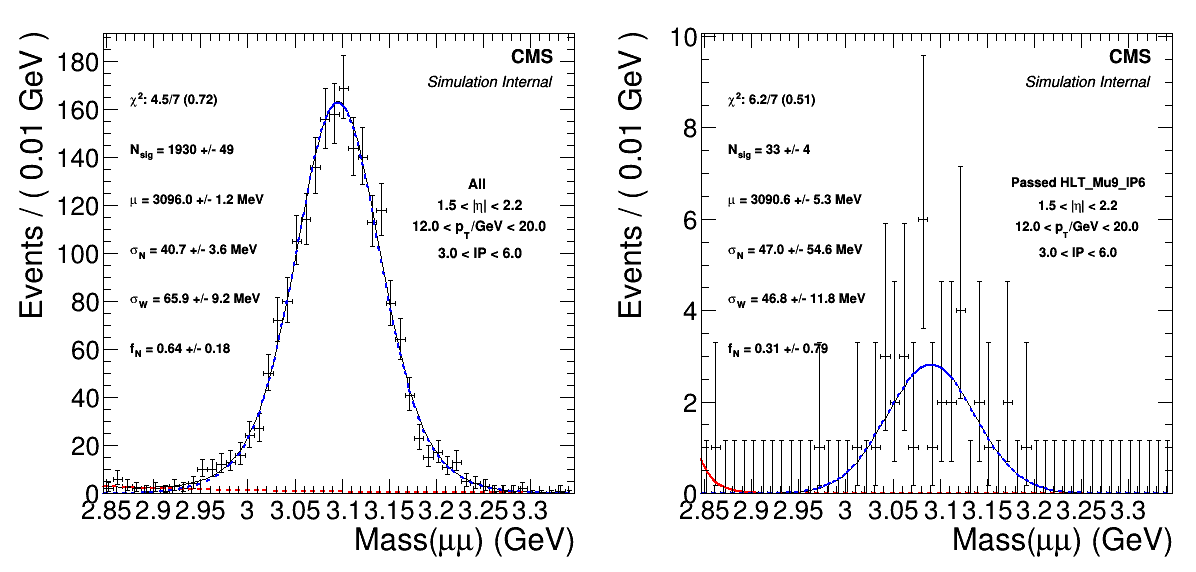 CMS
Simulation Internal
χ²: 4.5/7 (0.72)
N_sig = 1930 +/- 49
μ = 3096.0 +/- 1.2 MeV
σ_N = 40.7 +/- 3.6 MeV
σ_W = 65.9 +/- 9.2 MeV
f_N = 0.64 +/- 0.18
All
1.5 < |η| < 2.2
12.0 < p_T/GeV < 20.0
3.0 < IP < 6.0
Events / ( 0.01 GeV )
180
160
140
120
100
80
60
40
20
0
2.85 2.9 2.95 3 3.05 3.1 3.15 3.2 3.25 3.3
Mass(μμ) (GeV)
CMS
Simulation Internal
χ²: 6.2/7 (0.51)
N_sig = 33 +/- 4
μ = 3090.6 +/- 5.3 MeV
σ_N = 47.0 +/- 54.6 MeV
σ_W = 46.8 +/- 11.8 MeV
f_N = 0.31 +/- 0.79
Passed HLT_Mu9_IP6
1.5 < |η| < 2.2
12.0 < p_T/GeV < 20.0
3.0 < IP < 6.0
Events / ( 0.01 GeV )
10
8
6
4
2
0
2.85 2.9 2.95 3 3.05 3.1 3.15 3.2 3.25 3.3
Mass(μμ) (GeV)